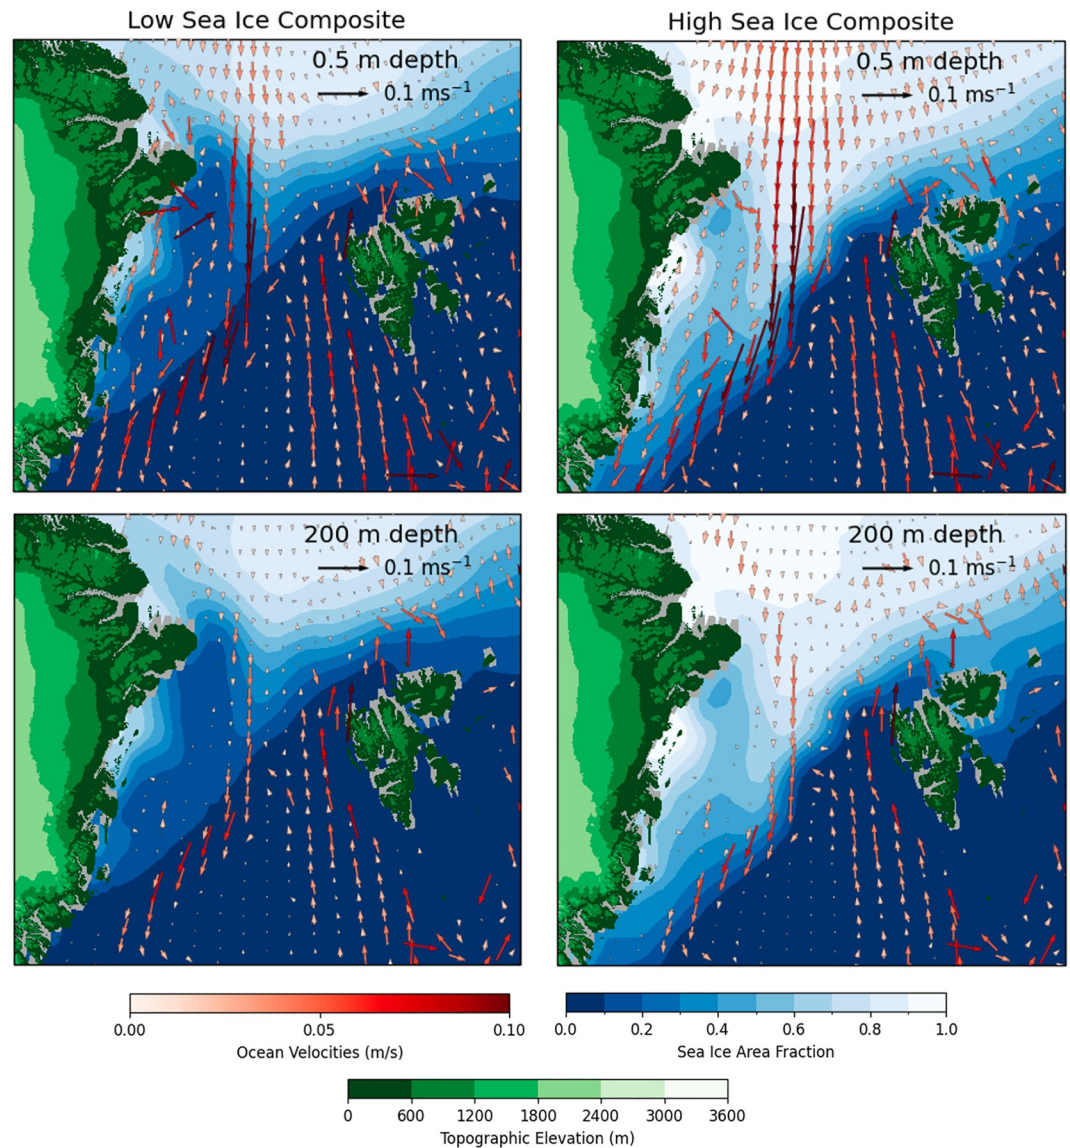 Low Sea Ice Composite
High Sea Ice Composite
0.5 m depth
0.1 ms⁻¹
0.5 m depth
0.1 ms⁻¹
200 m depth
0.1 ms⁻¹
200 m depth
0.1 ms⁻¹
0.00 0.05 0.10
Ocean Velocities (m/s)
0.0 0.2 0.4 0.6 0.8 1.0
Sea Ice Area Fraction
0 600 1200 1800 2400 3000 3600
Topographic Elevation (m)